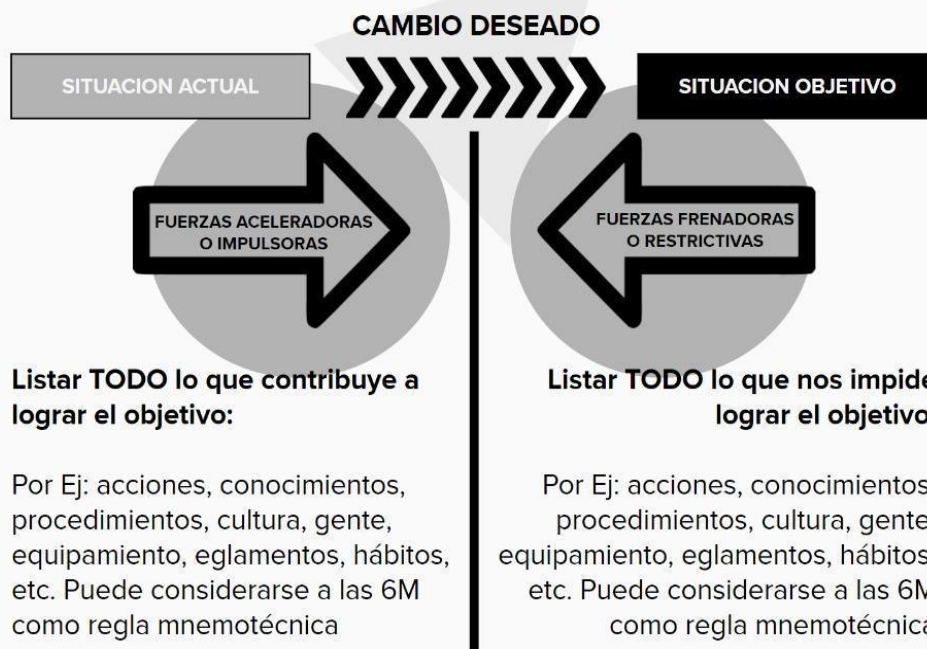 CAMBIO DESEADO
SITUACION ACTUAL
SITUACION OBJETIVO
FUERZAS ACELERADORAS
O IMPULSORAS
FUERZAS FRENADORAS
O RESTRICTIVAS
Listar TODO lo que contribuye a
lograr el objetivo:
Por Ej: acciones, conocimientos,
procedimientos, cultura, gente,
equipamiento, eglamentos, hábitos,
etc. Puede considerarse a las 6M
como regla mnemotécnica
Listar TODO lo que nos impide
lograr el objetivo
Por Ej: acciones, conocimientos
procedimientos, cultura, gente
equipamiento, eglamentos, hábitos
etc. Puede considerarse a las 6M
como regla mnemotécnica